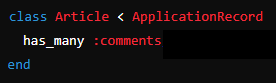 class Article < ApplicationRecord
has_many :comments
end